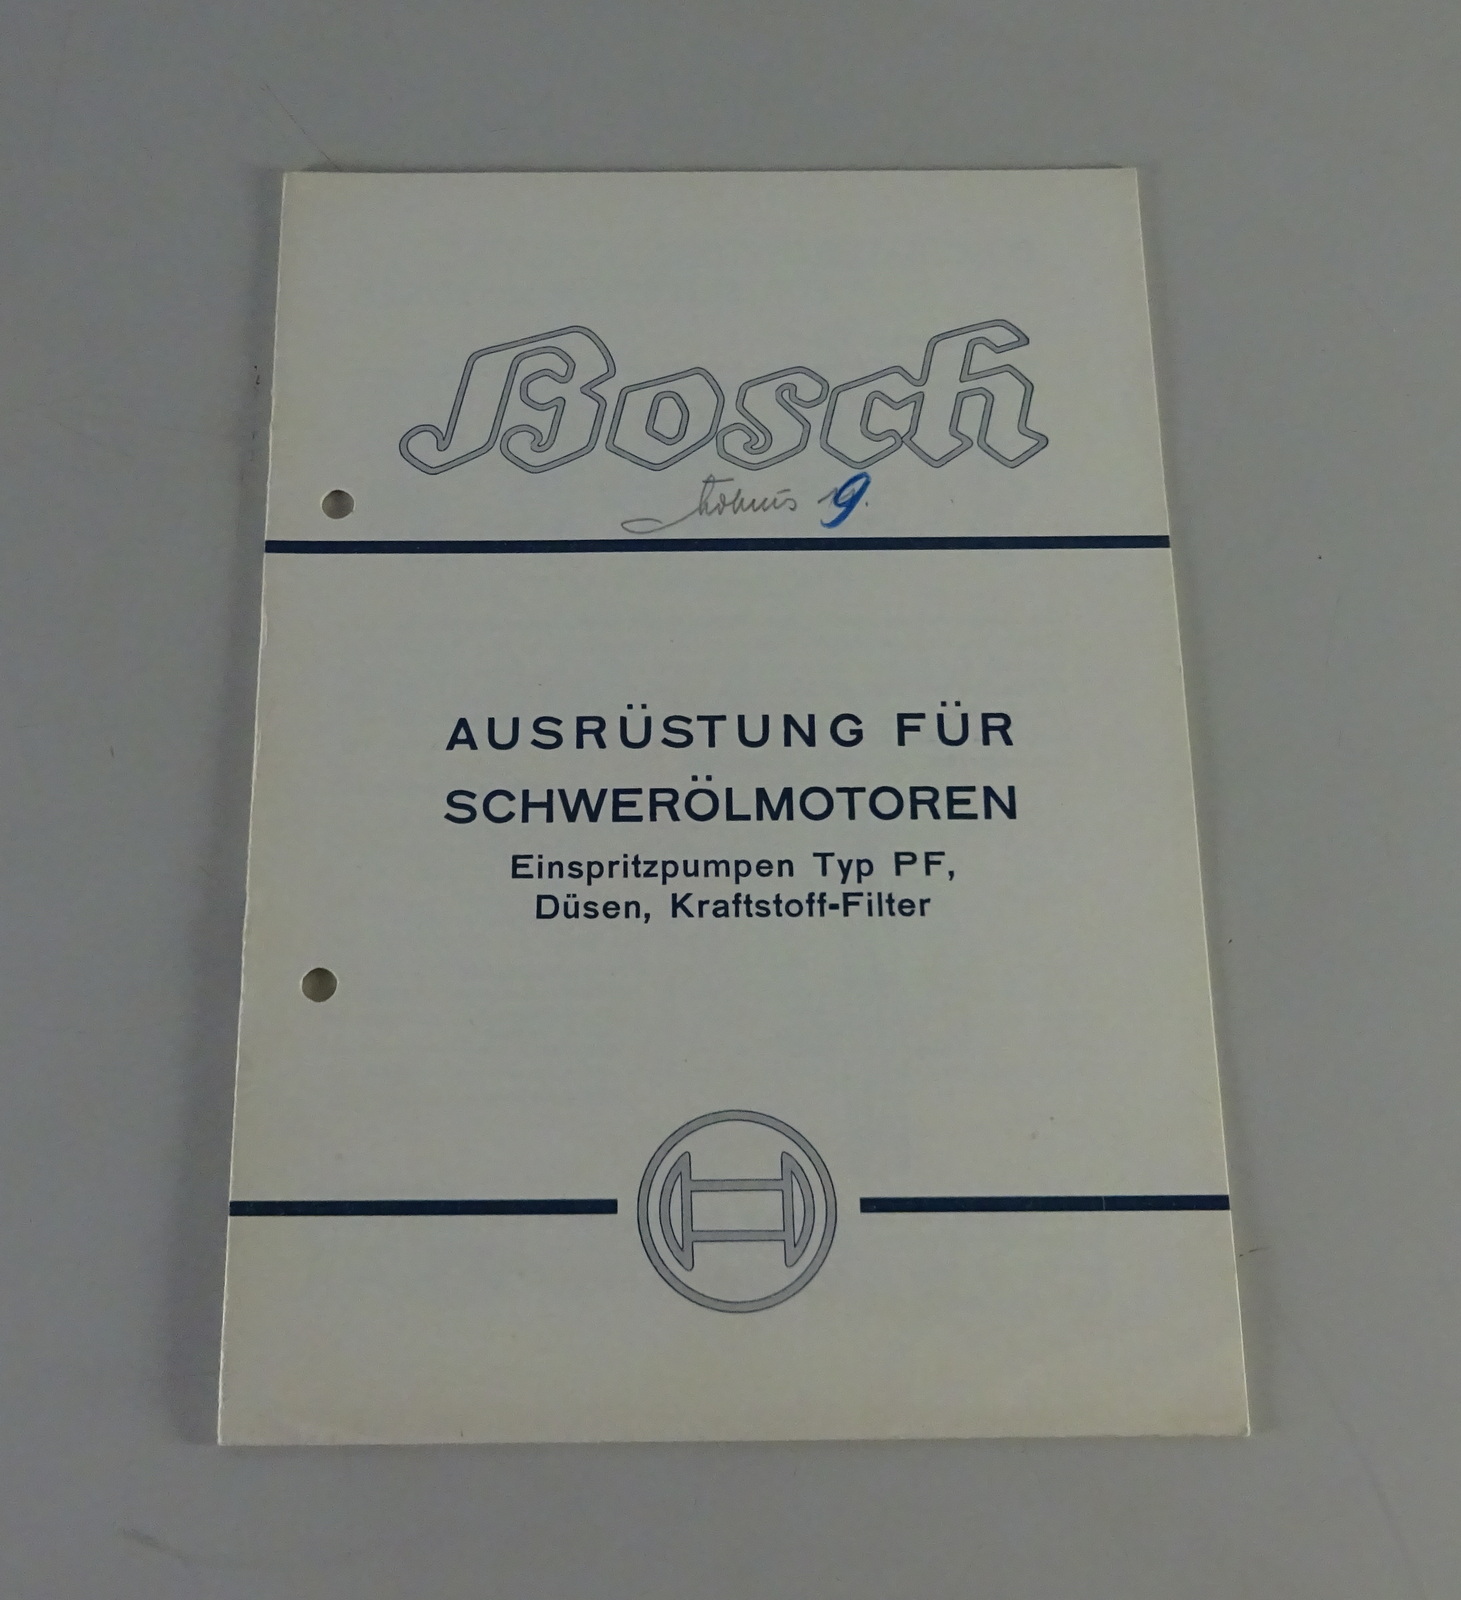 Bosch
9
AUSRÜSTUNG FÜR
SCHWERÖLMOTOREN
Einspritzpumpen Typ PF,
Düsen, Kraftstoff-Filter